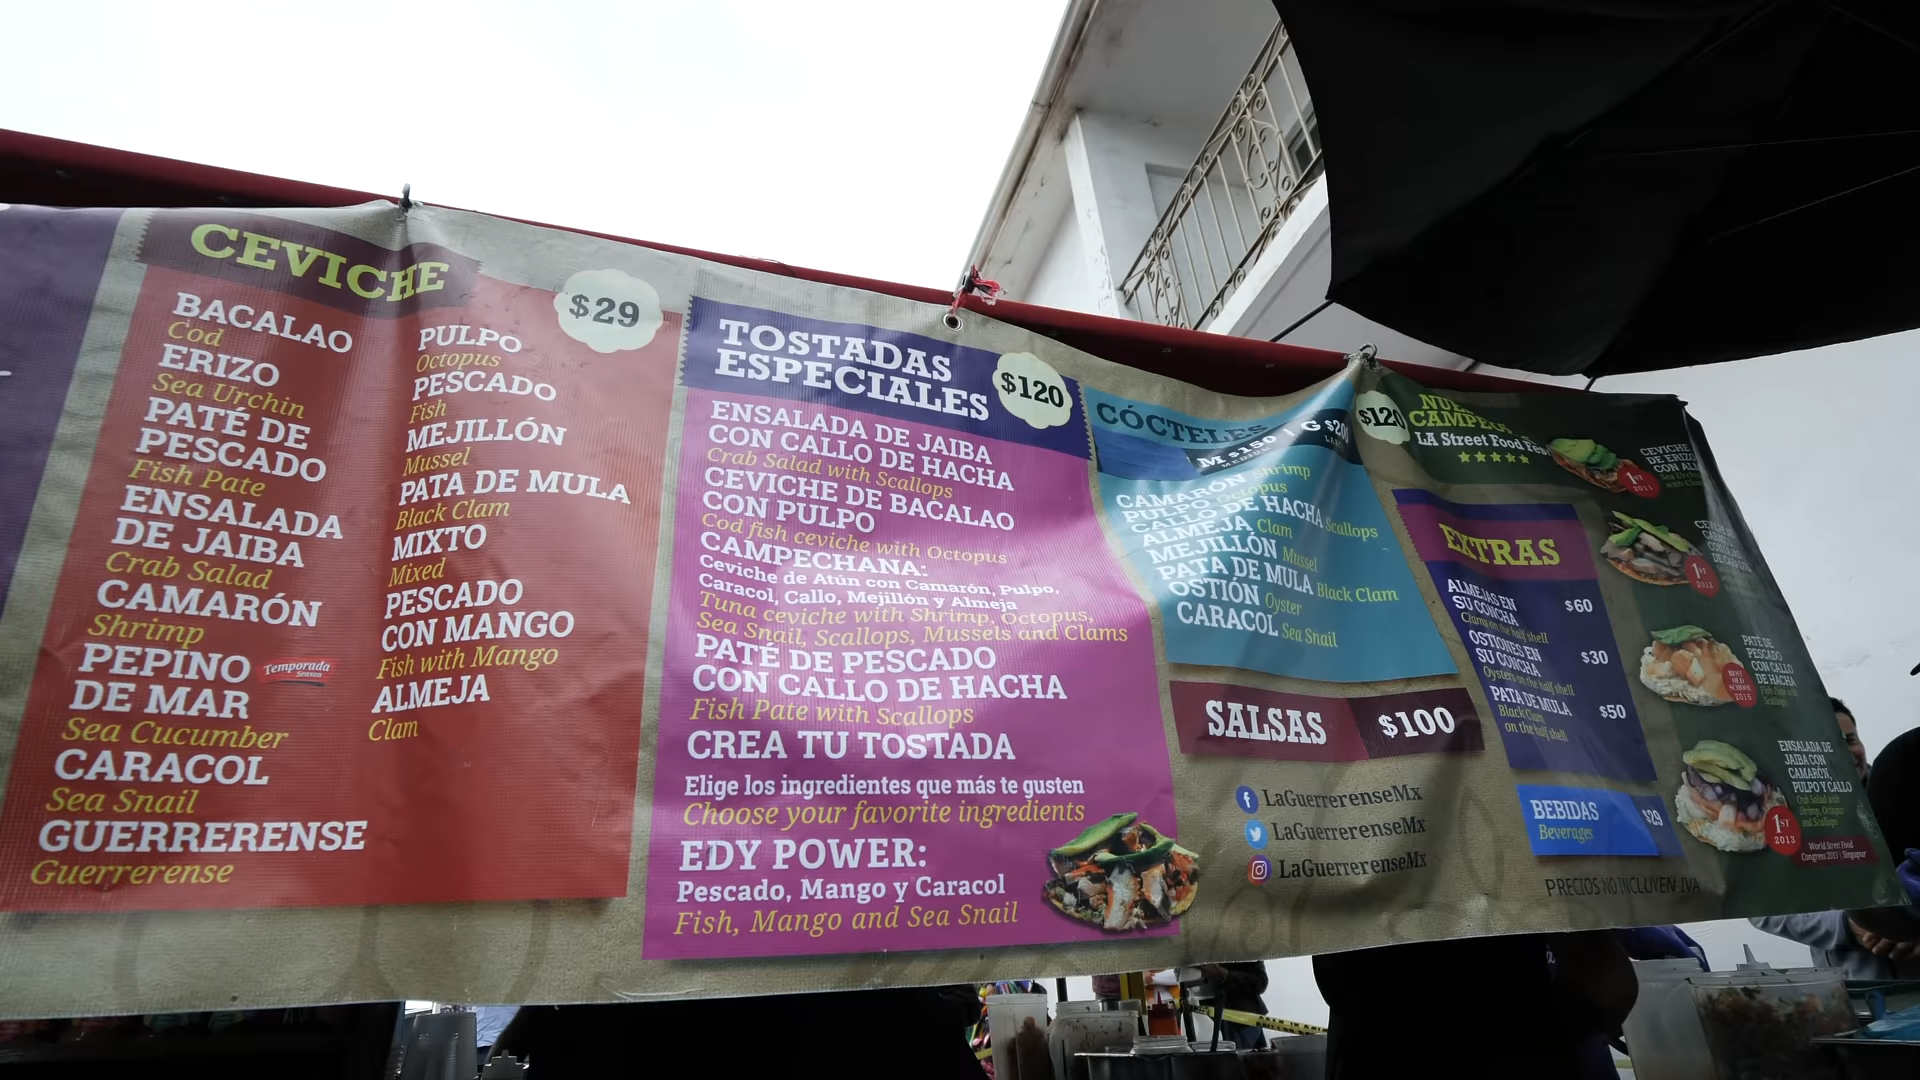 CEVICHE
$29
BACALAO
Cod
ERIZO
Sea Urchin
PATÉ DE
PESCADO
Fish Pate
ENSALADA
DE JAIBA
Crab Salad
CAMARÓN
Shrimp
PEPINO
DE MAR
Temporada
Season
Sea Cucumber
CARACOL
Sea Snail
GUERRERENSE
Guerrerense
PULPO
Octopus
PESCADO
Fish
MEJILLÓN
Mussel
PATA DE MULA
Black Clam
MIXTO
Mixed
PESCADO
CON MANGO
Fish with Mango
ALMEJA
Clam
TOSTADAS
ESPECIALES
$120
ENSALADA DE JAIBA
CON CALLO DE HACHA
Crab Salad with Scallops
CEVICHE DE BACALAO
CON PULPO
Cod fish ceviche with Octopus
CAMPECHANA:
Ceviche de Atún con Camarón, Pulpo,
Caracol, Callo, Mejillón y Almeja
Tuna ceviche with Shrimp, Octopus,
Sea Snail, Scallops, Mussels and Clams
PATÉ DE PESCADO
CON CALLO DE HACHA
Fish Pate with Scallops
CREA TU TOSTADA
Elige los ingredientes que más te gusten
Choose your favorite ingredients
EDY POWER:
Pescado, Mango y Caracol
Fish, Mango and Sea Snail
CÓCTELES
M $150 G $200
MEDIUM
CAMARÓN Shrimp
PULPO Octopus
CALLO DE HACHA Scallops
ALMEJA Clam
MEJILLÓN Mussel
PATA DE MULA Black Clam
OSTIÓN Oyster
CARACOL Sea Snail
SALSAS $100
LaGuerrerenseMx
LaGuerrerenseMx
LaGuerrerenseMx
$120
LA Street Food
EXTRAS
ALMEJAS EN
SU CONCHA $60
Clams on the half shell
OSTIONES EN
SU CONCHA $30
Oysters on the half shell
PATA DE MULA $50
Black Clam
on the half shell
BEBIDAS $29
Beverages
PRECIOS NO INCLUYEN IVA
CEVICHE
DE ERIZO
CON
1ST
1ST
2013
PATÉ DE
PESCADO
CON CALLO
DE HACHA
Fish Pate with
Scallops
BEST
OLD
SCHOOL
ENSALADA DE
JAIBA CON
CAMARÓN,
PULPO Y CALLO
Crab Salad with
Shrimp, Octopus
and Scallops
1ST
2013
World Street Food
Congress 2013 | Singapur